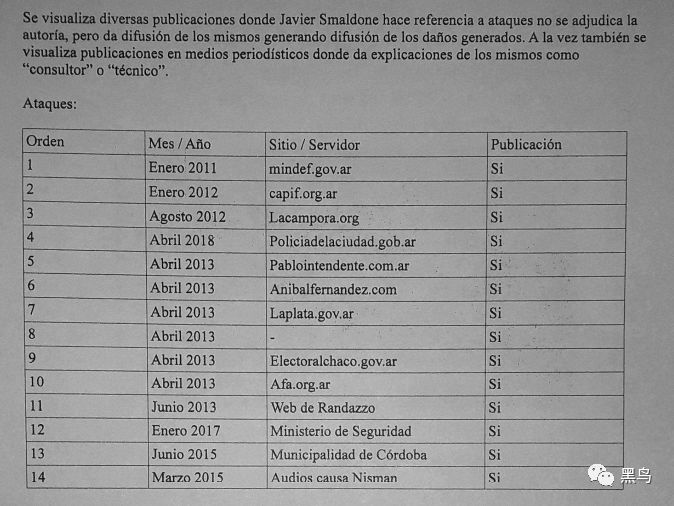 Se visualiza diversas publicaciones donde Javier Smaldone hace referencia a ataques no se adjudica la
autoría, pero da difusión de los mismos generando difusión de los daños generados. A la vez también se
visualiza publicaciones en medios periodísticos donde da explicaciones de los mismos como
“consultor” o “técnico”.
Ataques:
Orden Mes / Año Sitio / Servidor Publicación
1 Enero 2011 mindef.gov.ar Si
2 Enero 2012 capif.org.ar Si
3 Agosto 2012 Lacampora.org Si
4 Abril 2018 Policiadelaciudad.gob.ar Si
5 Abril 2013 Pablointendente.com.ar Si
6 Abril 2013 Anibalfernandez.com Si
7 Abril 2013 Laplata.gov.ar Si
8 Abril 2013 - Si
9 Abril 2013 Electoralchaco.gov.ar Si
10 Abril 2013 Afa.org.ar Si
11 Junio 2013 Web de Randazzo Si
12 Enero 2017 Ministerio de Seguridad Si
13 Junio 2015 Municipalidad de Córdoba Si
14 Marzo 2015 Audios causa Nisman Si
黑鸟